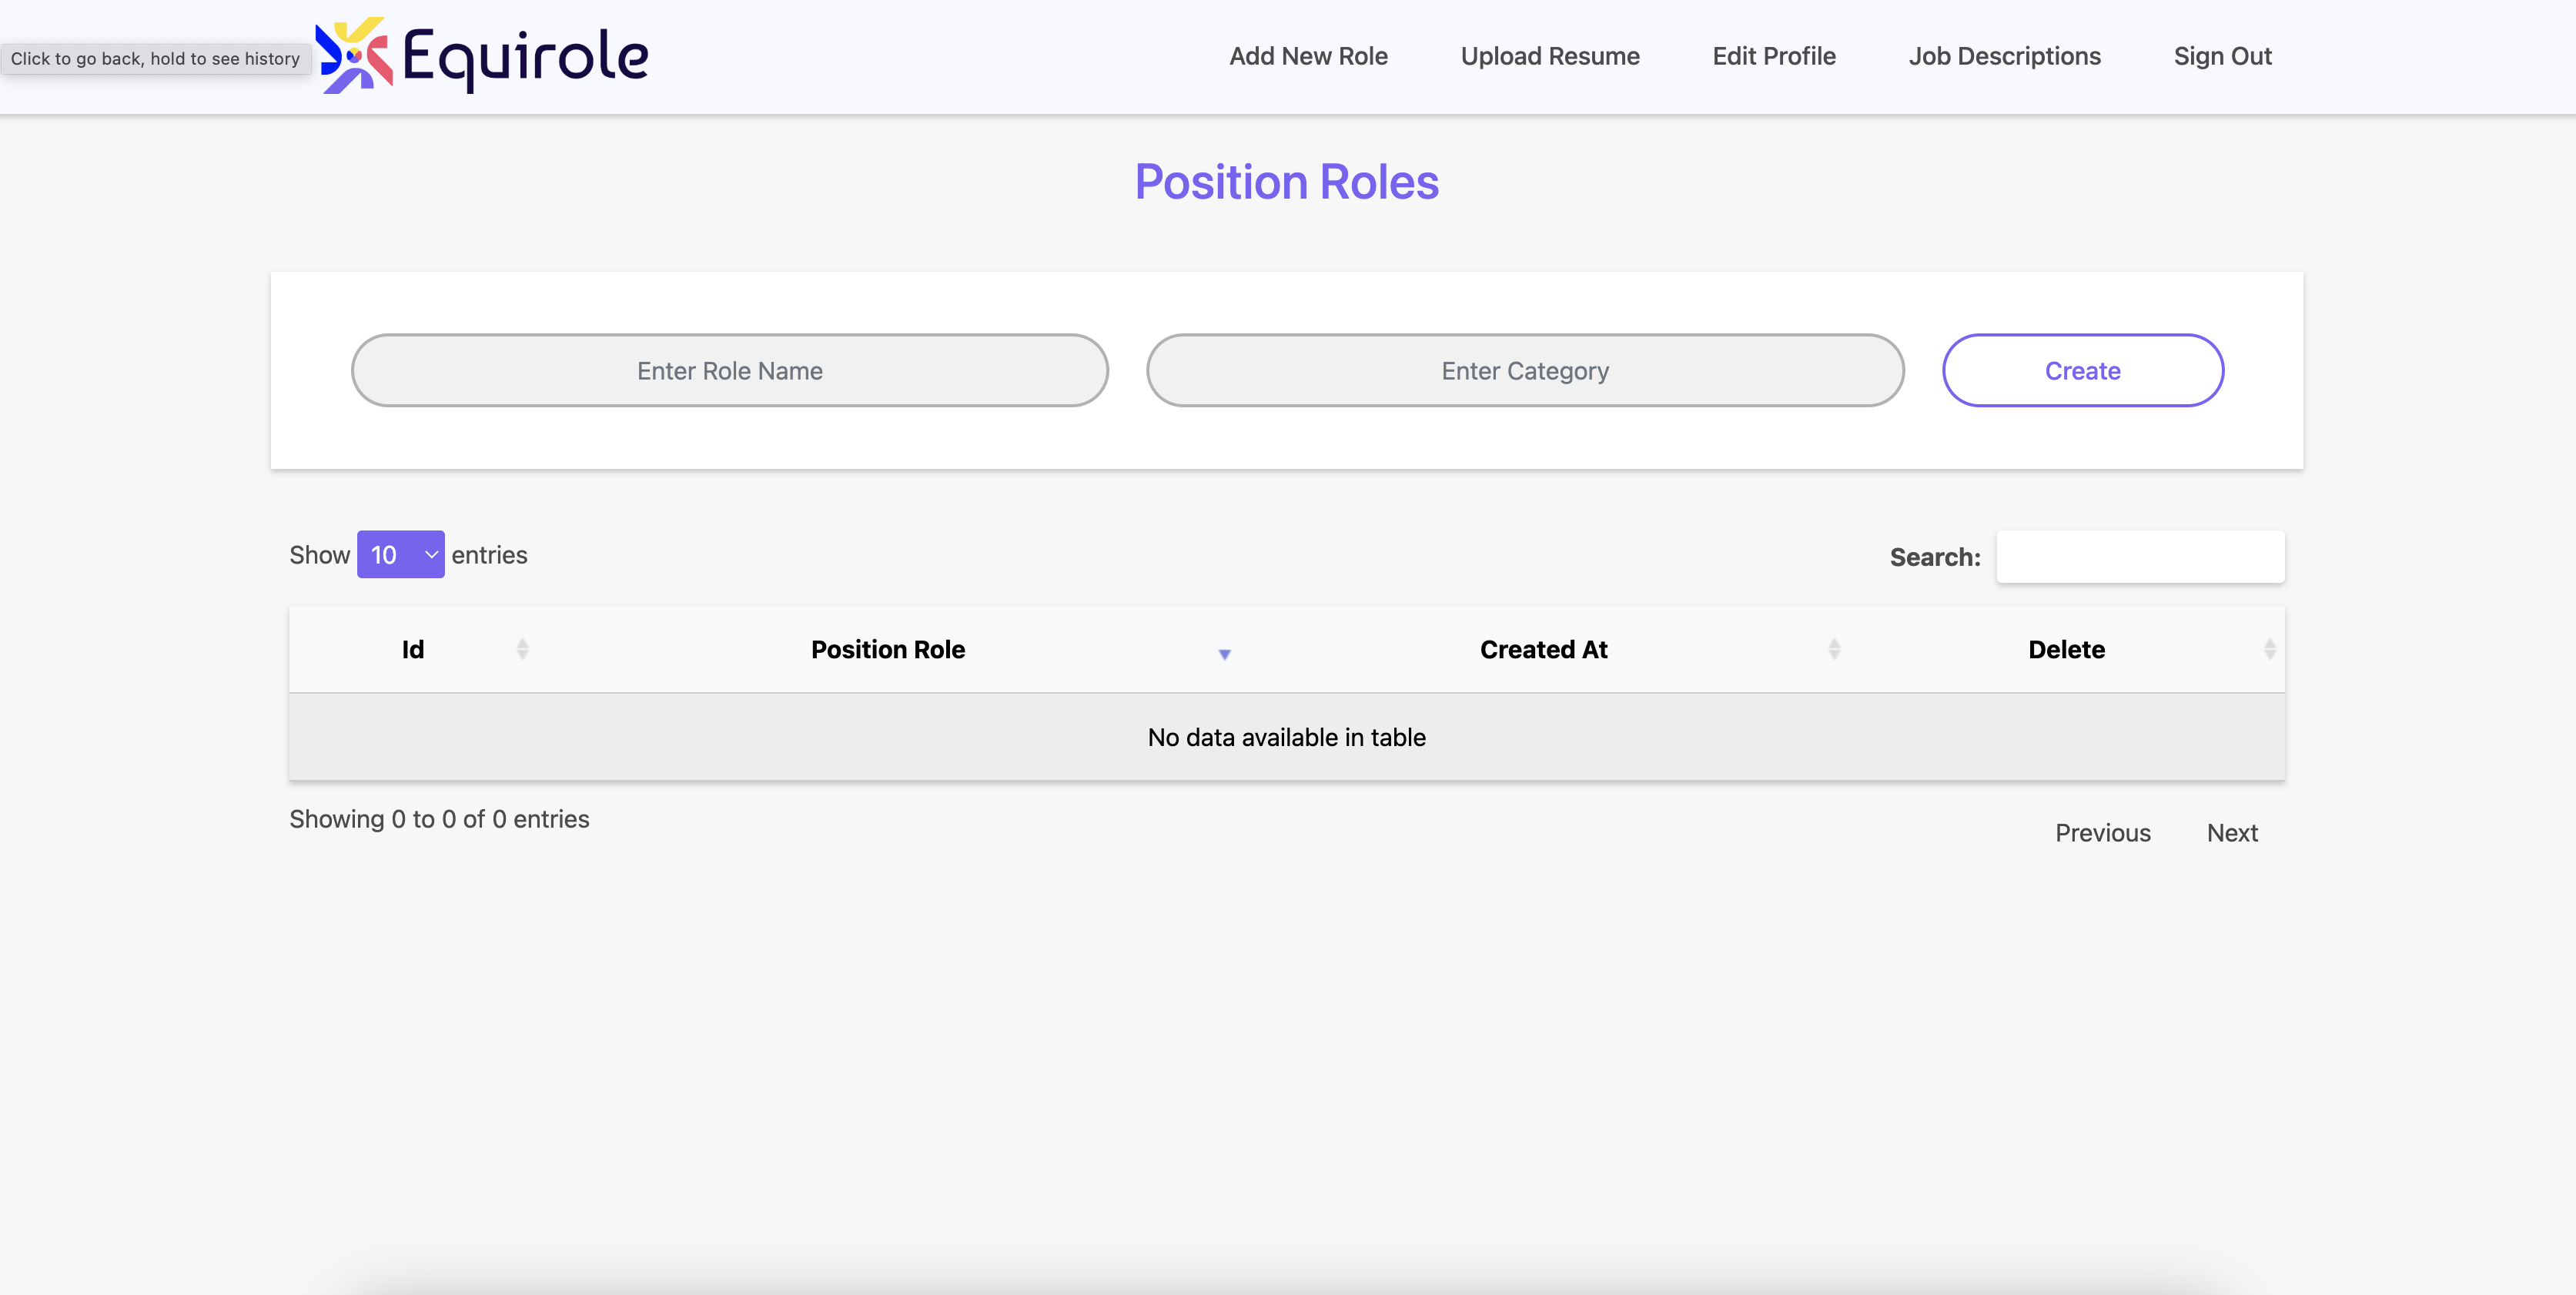 Click to go back, hold to see history
Equirole
Add New Role
Upload Resume
Edit Profile
Job Descriptions
Sign Out
Position Roles
Enter Role Name
Enter Category
Create
Show 10 entries
Search:
Id
Position Role
Created At
Delete
No data available in table
Showing 0 to 0 of 0 entries
Previous
Next